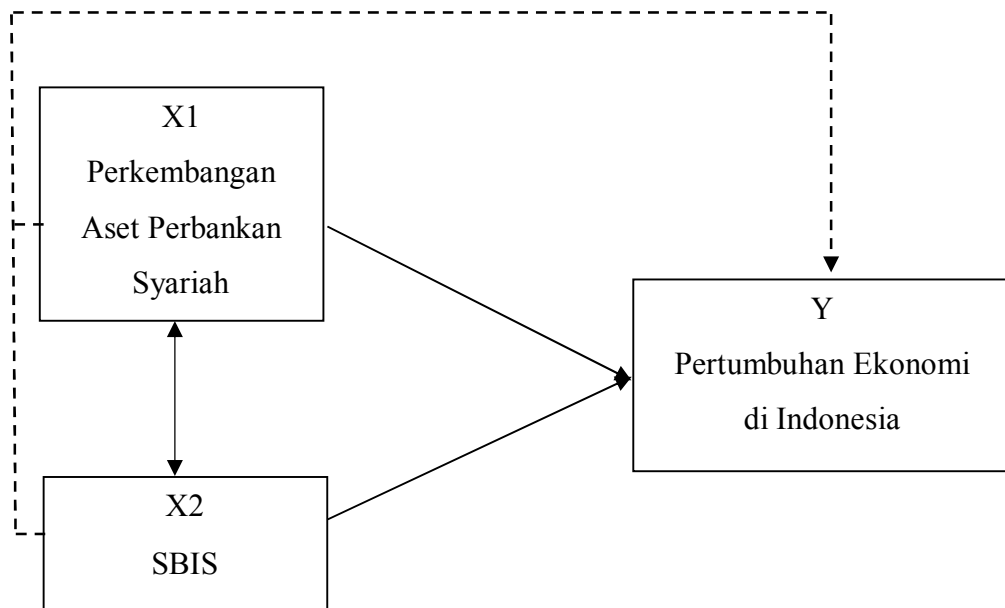 X1
Perkembangan
Aset Perbankan
Syariah
Y
Pertumbuhan Ekonomi
di Indonesia
X2
SBIS